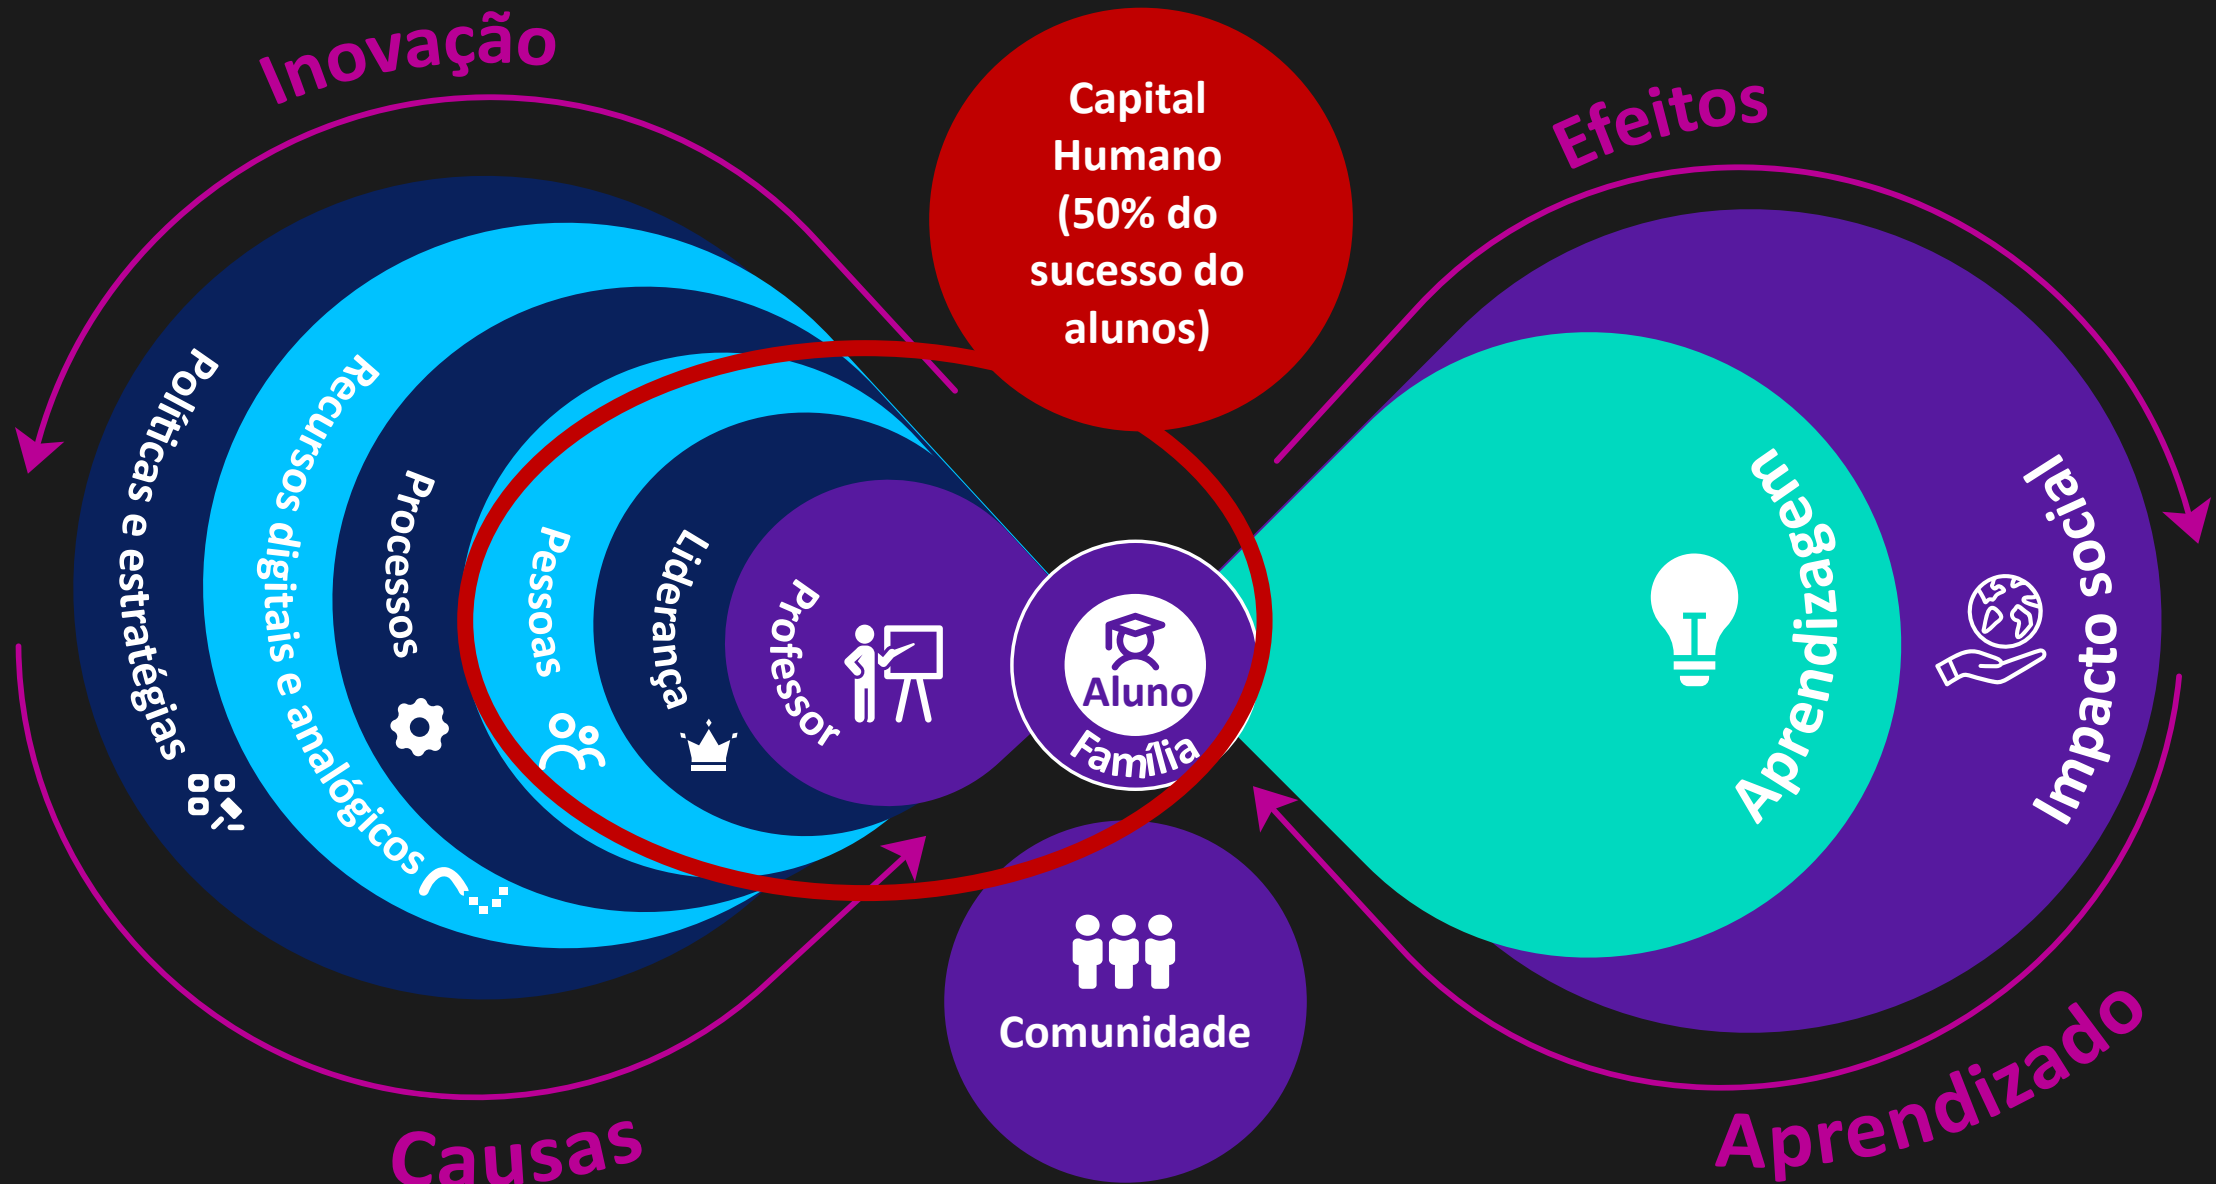 Inovação
Capital
Humano
(50% do
sucesso do
alunos)
Efeitos
Políticas e estratégias
Recursos digitais e analógicos
Processos
Pessoas
Liderança
Professor
Aluno
Família
Aprendizagem
Impacto social
Comunidade
Causas
Aprendizado